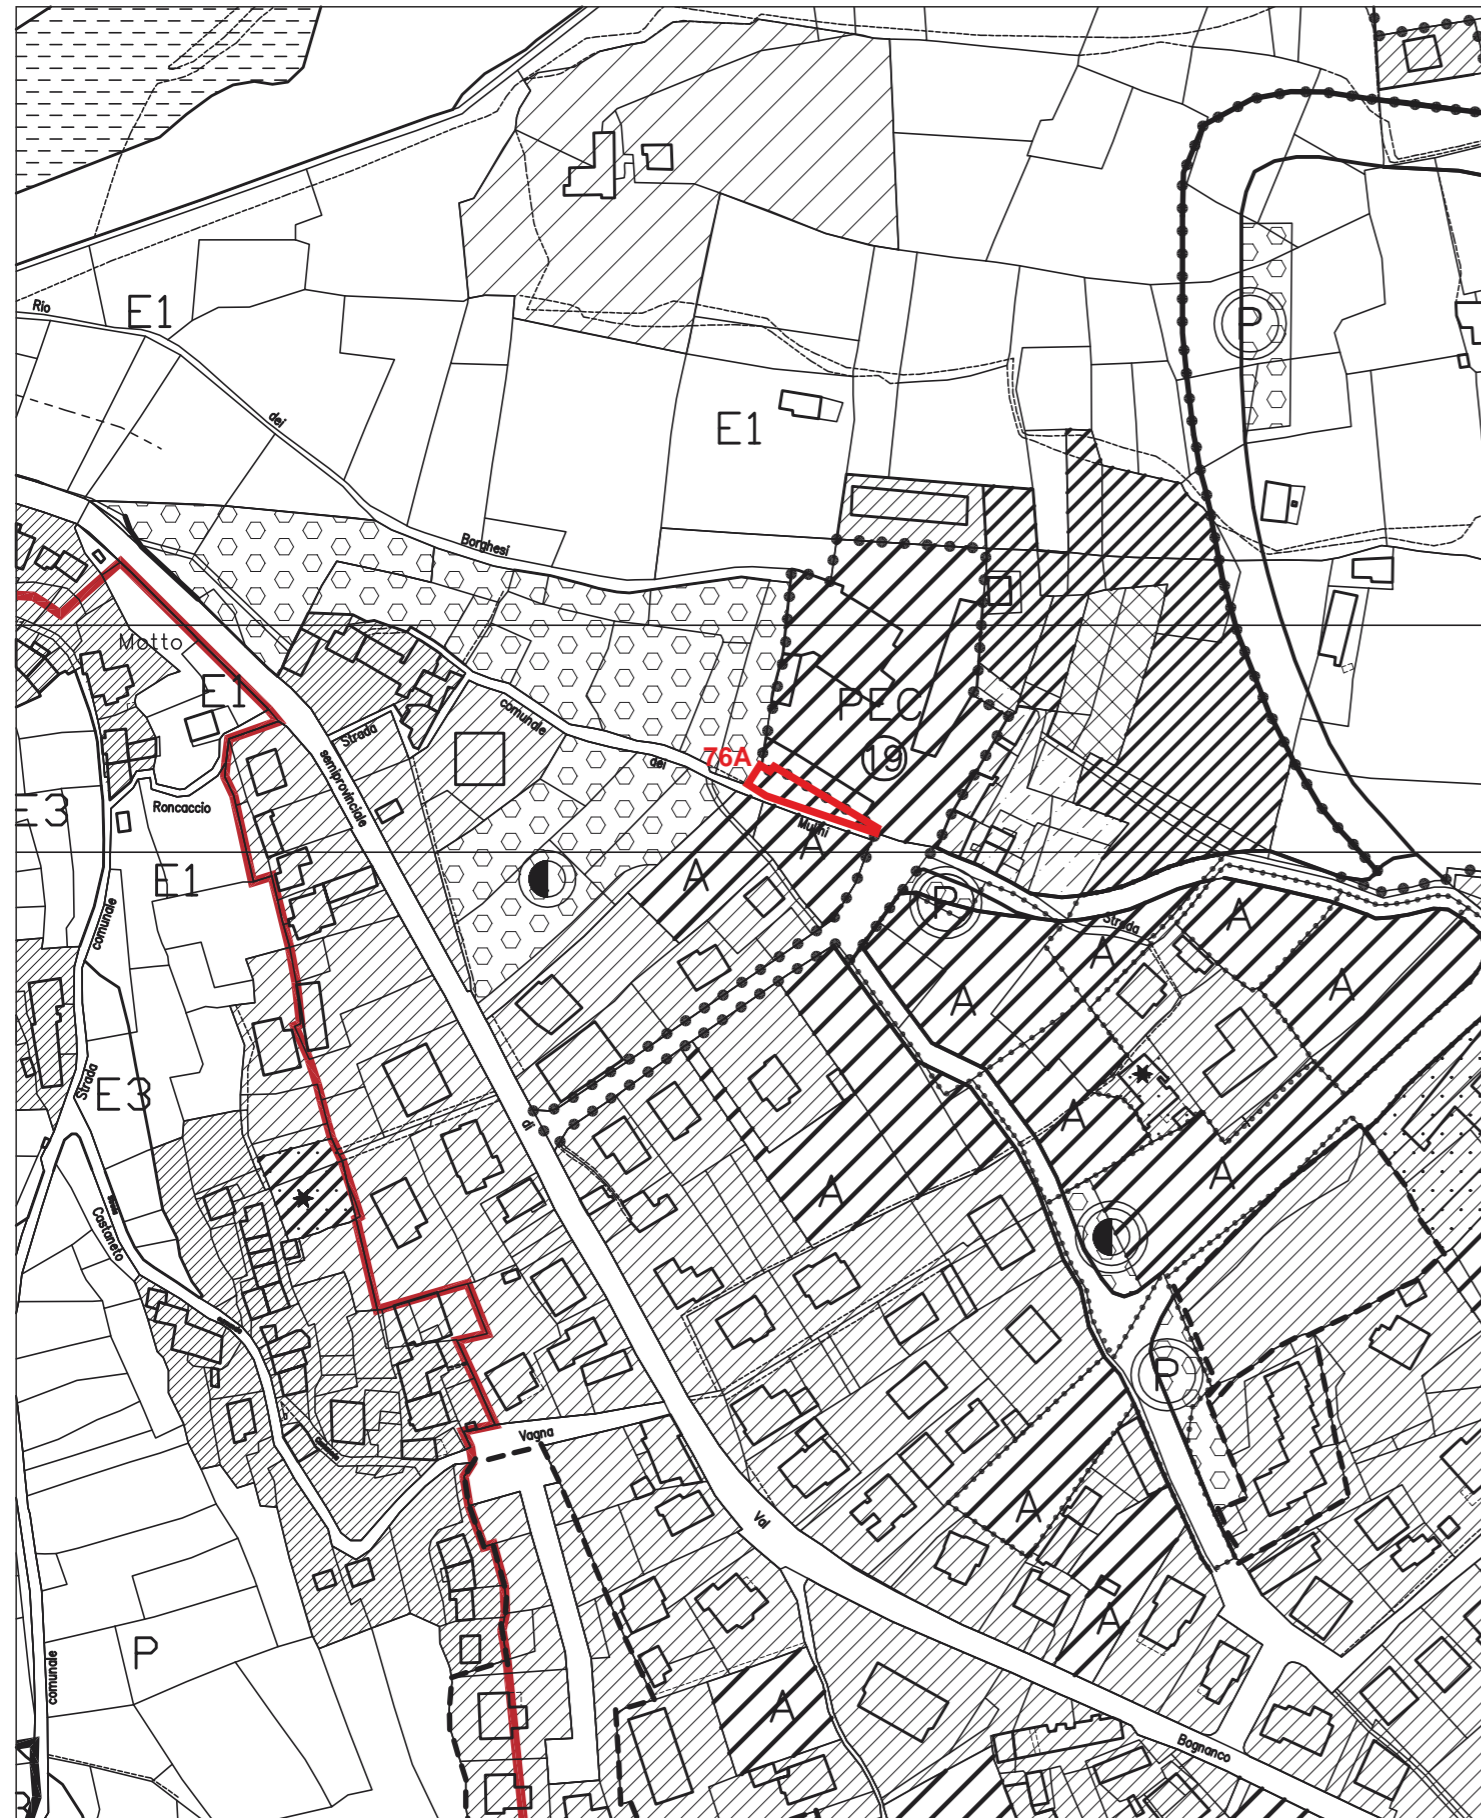 Rio
E1
dei
E1
Borghesi
Motto
E1
Strada
comunale
dei
76A
PEC
19
semiprovinciale
Roncaccio
E3
E1
Mulini
A
A
P
P
Strada
A
A
A
A
comunale
Strada
E3
di
A
A
A
Castaneto
P
Vagna
A
Val
A
P
comunale
A
Bognanco